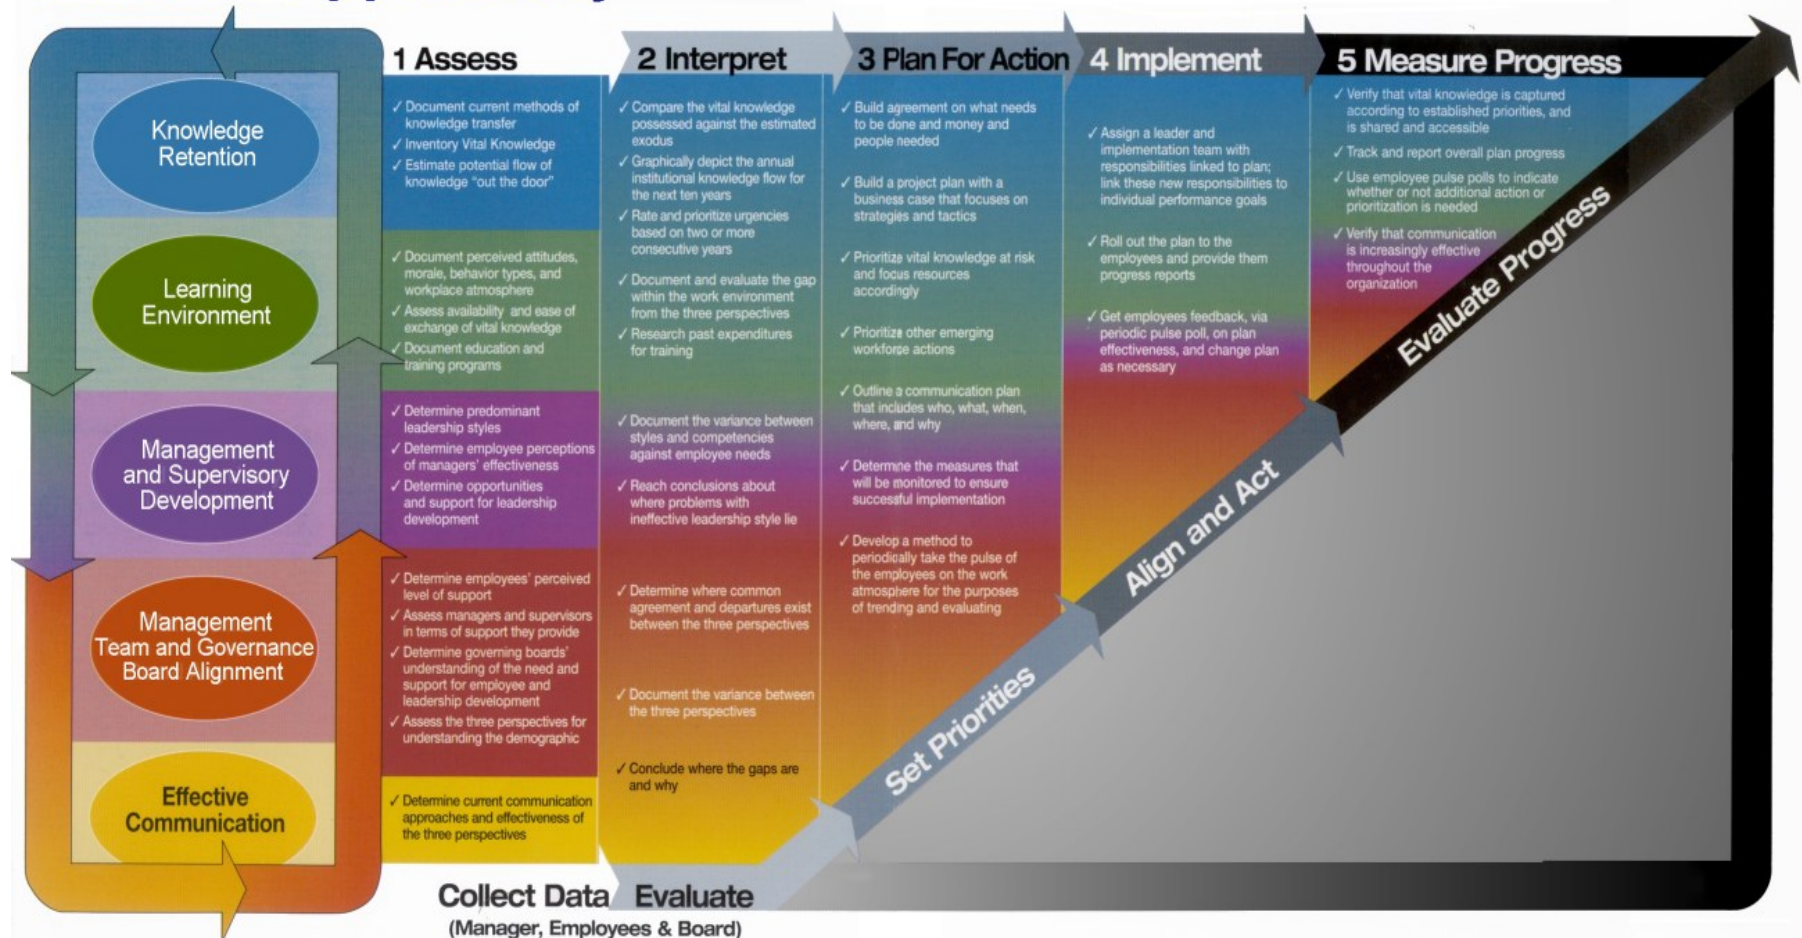 1 Assess
2 Interpret
3 Plan For Action
4 Implement
5 Measure Progress
Knowledge
Retention
Learning
Environment
Management
and Supervisory
Development
Management
Team and Governance
Board Alignment
Effective
Communication
✓ Document current methods of
knowledge transfer
✓ Inventory Vital Knowledge
✓ Estimate potential flow of
knowledge “out the door”
✓ Document perceived attitudes,
morale, behavior types, and
workplace atmosphere
✓ Assess availability and ease of
exchange of vital knowledge
✓ Document education and
training programs
✓ Determine predominant
leadership styles
✓ Determine employee perceptions
of managers’ effectiveness
✓ Determine opportunities
and support for leadership
development
✓ Determine employees’ perceived
level of support
✓ Assess managers and supervisors
in terms of support they provide
✓ Determine governing boards’
understanding of the need and
support for employee and
leadership development
✓ Assess the three perspectives for
understanding the demographic
✓ Determine current communication
approaches and effectiveness of
the three perspectives
✓ Compare the vital knowledge
possessed against the estimated
exodus
✓ Graphically depict the annual
institutional knowledge flow for
the next ten years
✓ Rate and prioritize urgencies
based on two or more
consecutive years
✓ Document and evaluate the gap
within the work environment
from the three perspectives
✓ Research past expenditures
for training
✓ Document the variance between
styles and competencies
against employee needs
✓ Reach conclusions about
where problems with
ineffective leadership style lie
✓ Determine where common
agreement and departures exist
between the three perspectives
✓ Document the variance between
the three perspectives
✓ Conclude where the gaps are
and why
✓ Build agreement on what needs
to be done and money and
people needed
✓ Build a project plan with a
business case that focuses on
strategies and tactics
✓ Prioritize vital knowledge at risk
and focus resources
accordingly
✓ Prioritize other emerging
workforce actions
✓ Outline a communication plan
that includes who, what, when,
where, and why
✓ Determine the measures that
will be monitored to ensure
successful implementation
✓ Develop a method to
periodically take the pulse of
the employees on the work
atmosphere for the purposes
of trending and evaluating
✓ Assign a leader and
implementation team with
responsibilities linked to plan;
link these new responsibilities to
individual performance goals
✓ Roll out the plan to the
employees and provide them
progress reports
✓ Get employees feedback, via
periodic pulse poll, on plan
effectiveness, and change plan
as necessary
✓ Verify that vital knowledge is captured
according to established priorities, and
is shared and accessible
✓ Track and report overall plan progress
✓ Use employee pulse polls to indicate
whether or not additional action or
prioritization is needed
✓ Verify that communication
is increasingly effective
throughout the
organization
Set Priorities
Align and Act
Evaluate Progress
Collect Data
Evaluate
(Manager, Employees & Board)